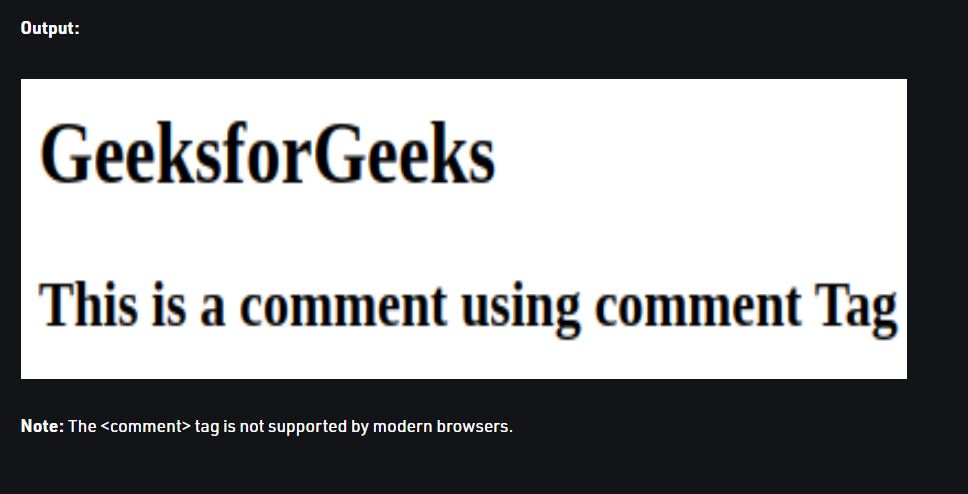 Output:
GeeksforGeeks
This is a comment using comment Tag
Note: The <comment> tag is not supported by modern browsers.